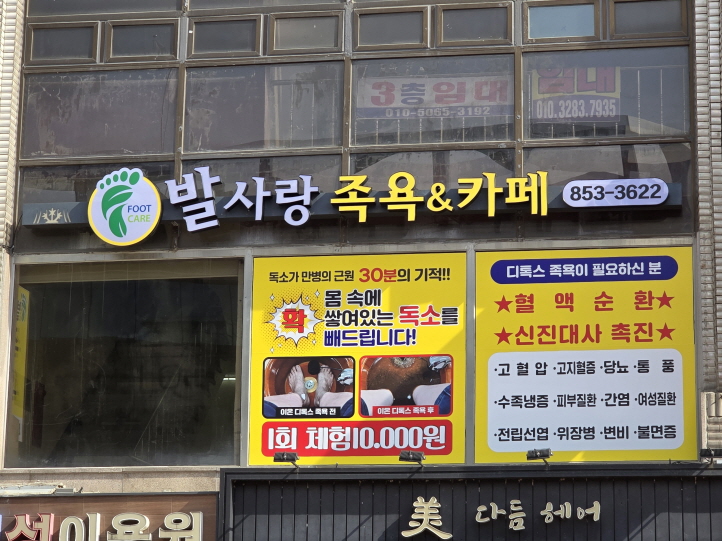 3층임대
010-6065-3192
임대
010.3283.7935
FOOT
CARE
발사랑 족욕&카페
853-3622
독소가 만병의 근원 30분의 기적!!
확
몸 속에
쌓여있는 독소를
빼드립니다!
이온 디톡스 족욕 전
이온 디톡스 족욕 후
1회 체험10.000원
디톡스 족욕이 필요하신 분
★혈액순환★
★신진대사 촉진★
·고혈압 ·고지혈증 ·당뇨 ·통풍
·수족냉증 ·피부질환 ·간염 ·여성질환
·전립선염 ·위장병 ·변비 ·불면증
이용원
美 다듬 헤어